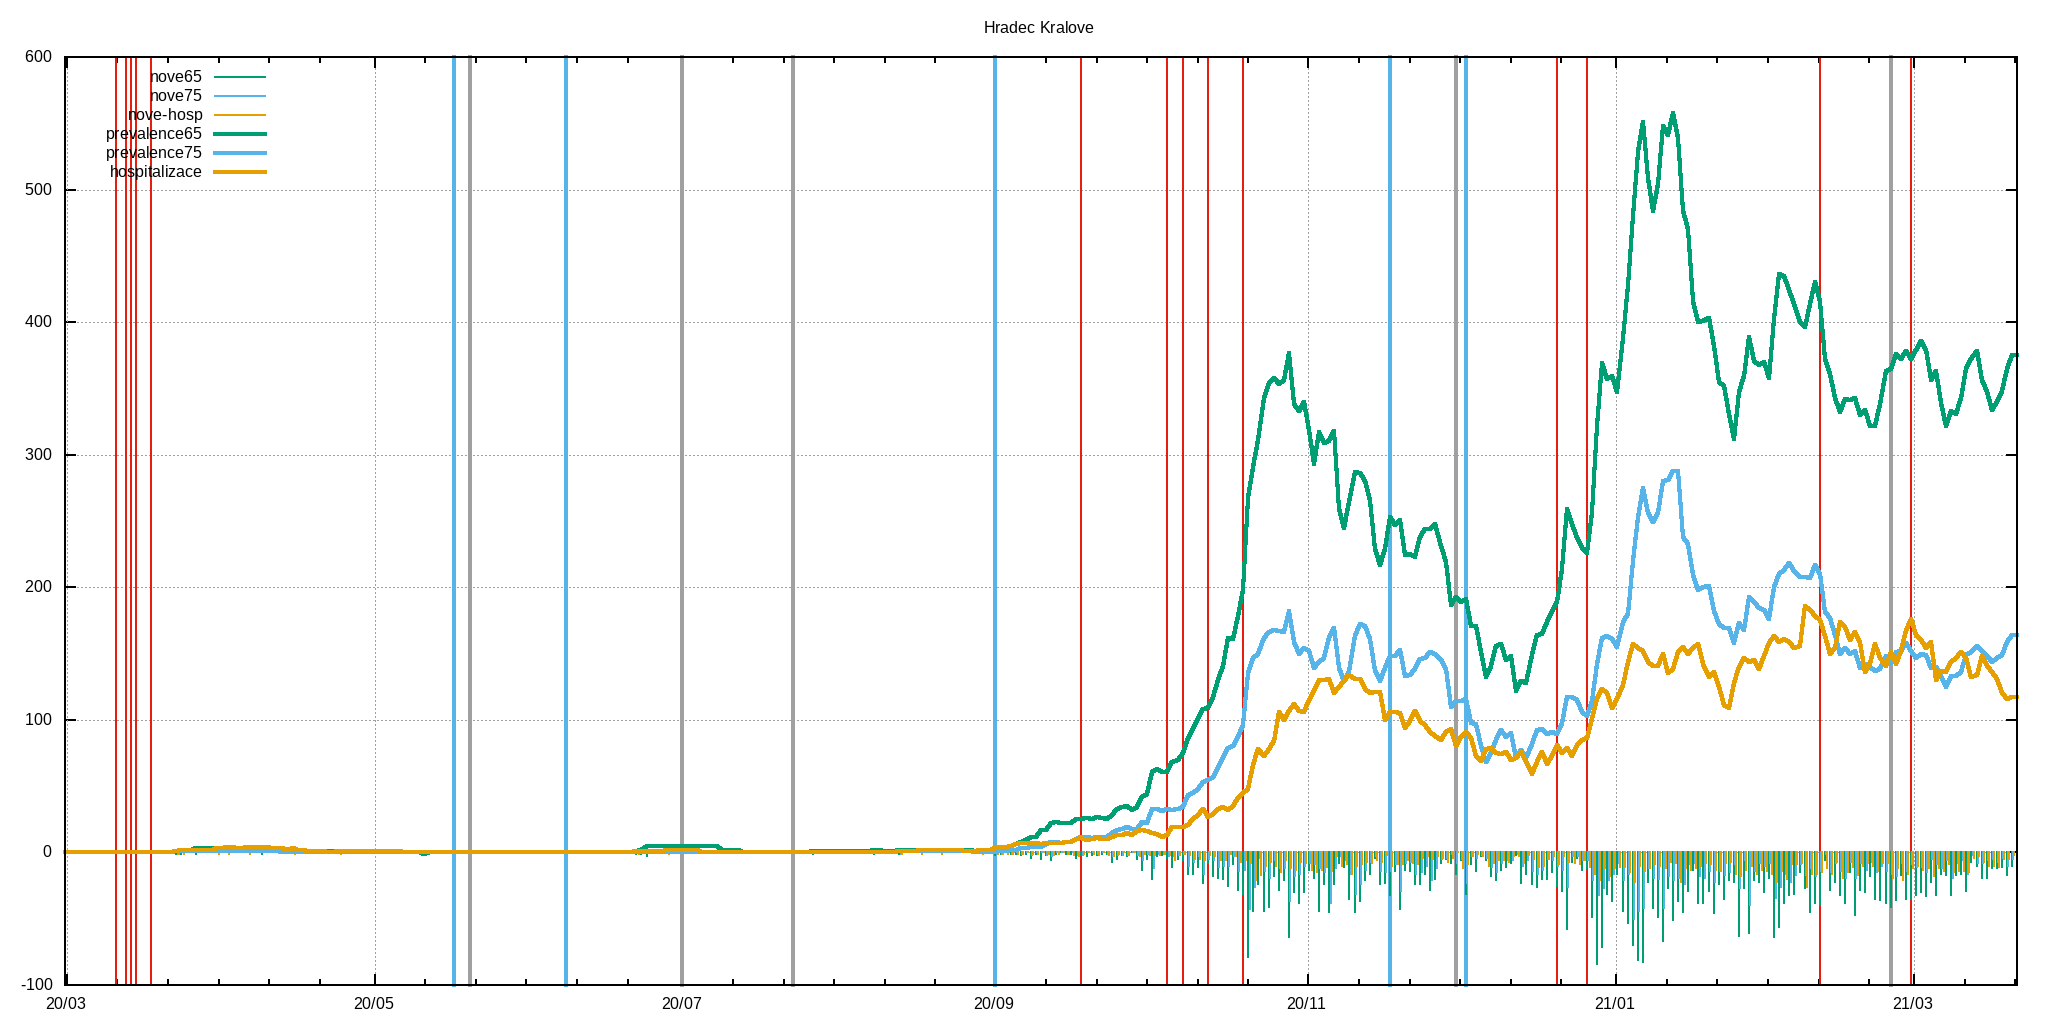 Hradec Kralove
600
nove65
nove75
nove-hosp
prevalence65
prevalence75
hospitalizace
500
400
300
200
100
0
-100
20/03 20/05 20/07 20/09 20/11 21/01 21/03